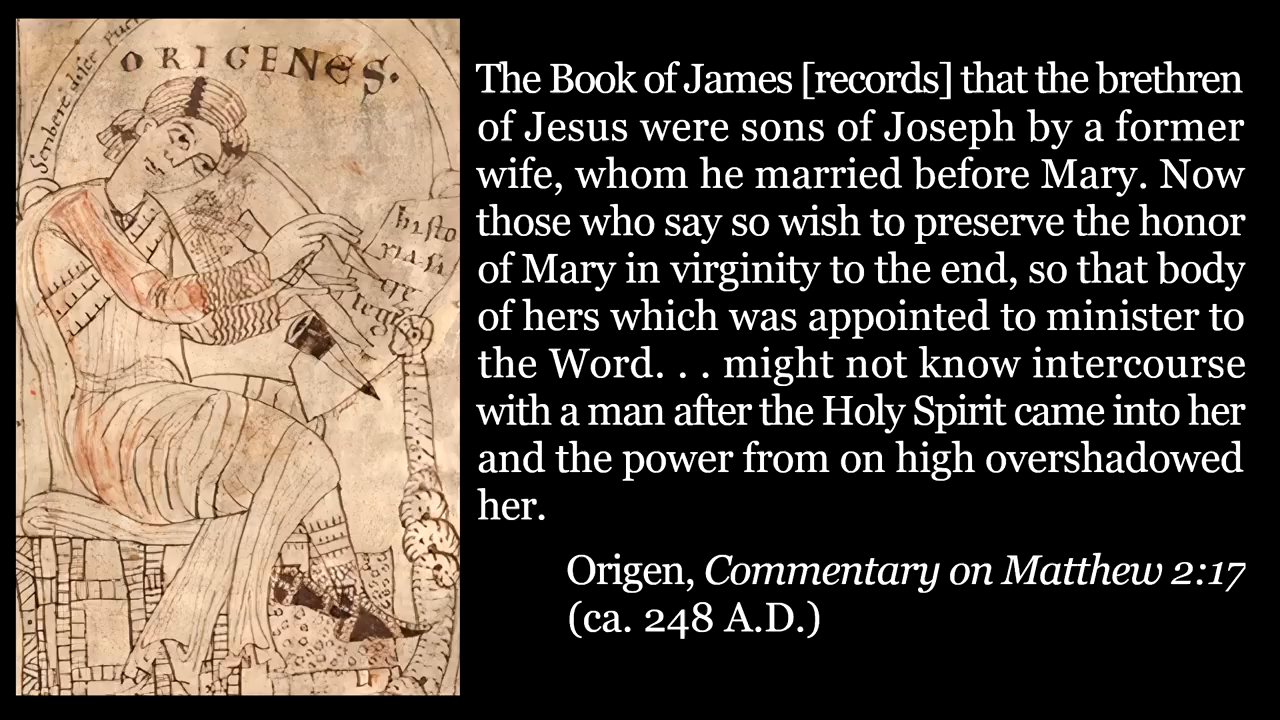 ORIGENES.
histo
The Book of James [records] that the brethren
of Jesus were sons of Joseph by a former
wife, whom he married before Mary. Now
those who say so wish to preserve the honor
of Mary in virginity to the end, so that body
of hers which was appointed to minister to
the Word. . . might not know intercourse
with a man after the Holy Spirit came into her
and the power from on high overshadowed
her.
Origen, Commentary on Matthew 2:17
(ca. 248 A.D.)